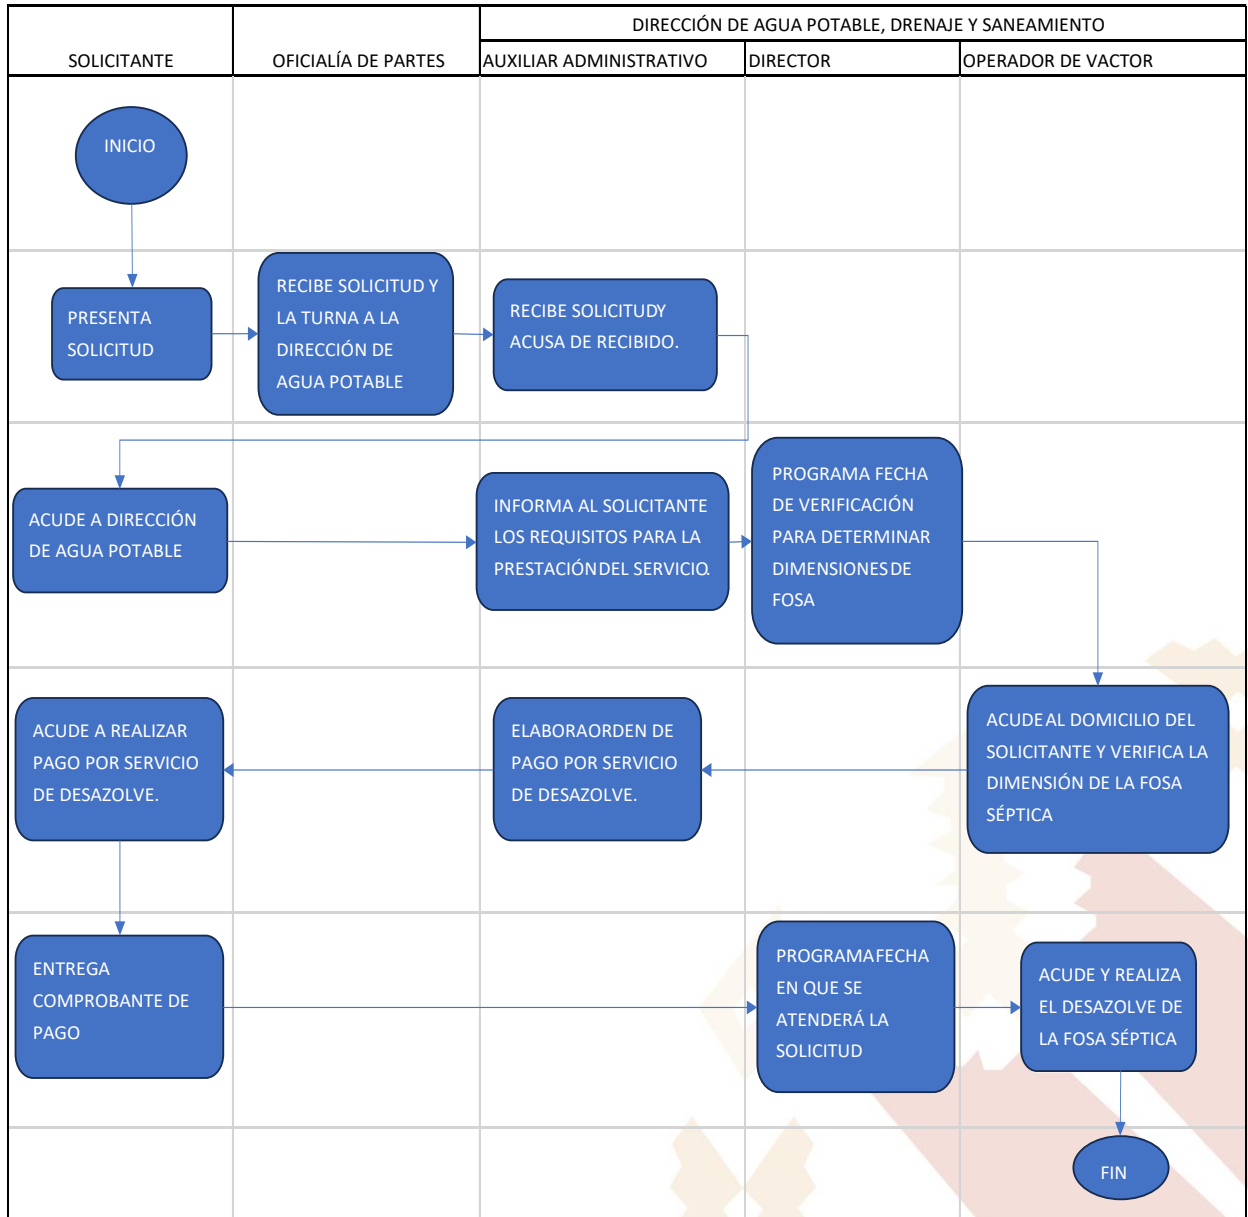 DIRECCIÓN DE AGUA POTABLE, DRENAJE Y SANEAMIENTO
SOLICITANTE
OFICIALÍA DE PARTES
AUXILIAR ADMINISTRATIVO
DIRECTOR
OPERADOR DE VACTOR
INICIO
PRESENTA
SOLICITUD
RECIBE SOLICITUD Y
LA TURNA A LA
DIRECCIÓN DE
AGUA POTABLE
RECIBE SOLICITUDY
ACUSA DE RECIBIDO.
ACUDE A DIRECCIÓN
DE AGUA POTABLE
INFORMA AL SOLICITANTE
LOS REQUISITOS PARA LA
PRESTACIÓNDEL SERVICIO.
PROGRAMA FECHA
DE VERIFICACIÓN
PARA DETERMINAR
DIMENSIONESDE
FOSA
ACUDE A REALIZAR
PAGO POR SERVICIO
DE DESAZOLVE.
ELABORAORDEN DE
PAGO POR SERVICIO
DE DESAZOLVE.
ACUDEAL DOMICILIO DEL
SOLICITANTE Y VERIFICA LA
DIMENSIÓN DE LA FOSA
SÉPTICA
ENTREGA
COMPROBANTE DE
PAGO
PROGRAMAFECHA
EN QUE SE
ATENDERÁ LA
SOLICITUD
ACUDE Y REALIZA
EL DESAZOLVE DE
LA FOSA SÉPTICA
FIN